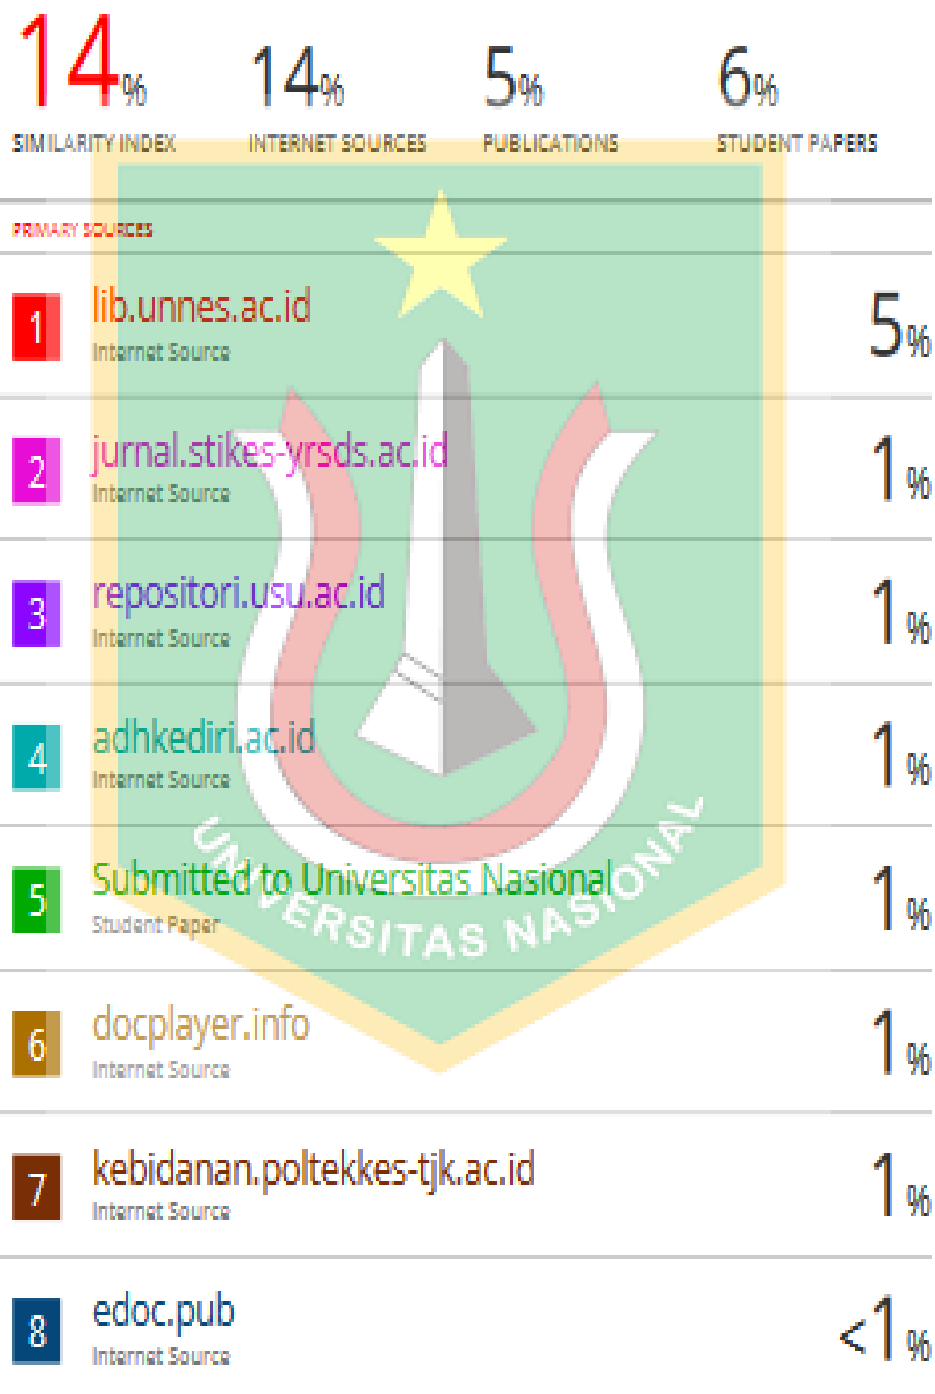 14% 14% 5% 6%
SIMILARITY INDEX INTERNET SOURCES PUBLICATIONS STUDENT PAPERS
PRIMARY SOURCES
1 lib.unnes.ac.id 5%
Internet Source
2 jurnal.stikes-yrsds.ac.id 1%
Internet Source
3 repositori.usu.ac.id 1%
Internet Source
4 adhkediri.ac.id 1%
Internet Source
5 Submitted to Universitas Nasional 1%
Student Paper
UNIVERSITAS NASIONAL
6 docplayer.info 1%
Internet Source
7 kebidanan.poltekkes-tjk.ac.id 1%
Internet Source
8 edoc.pub <1%
Internet Source